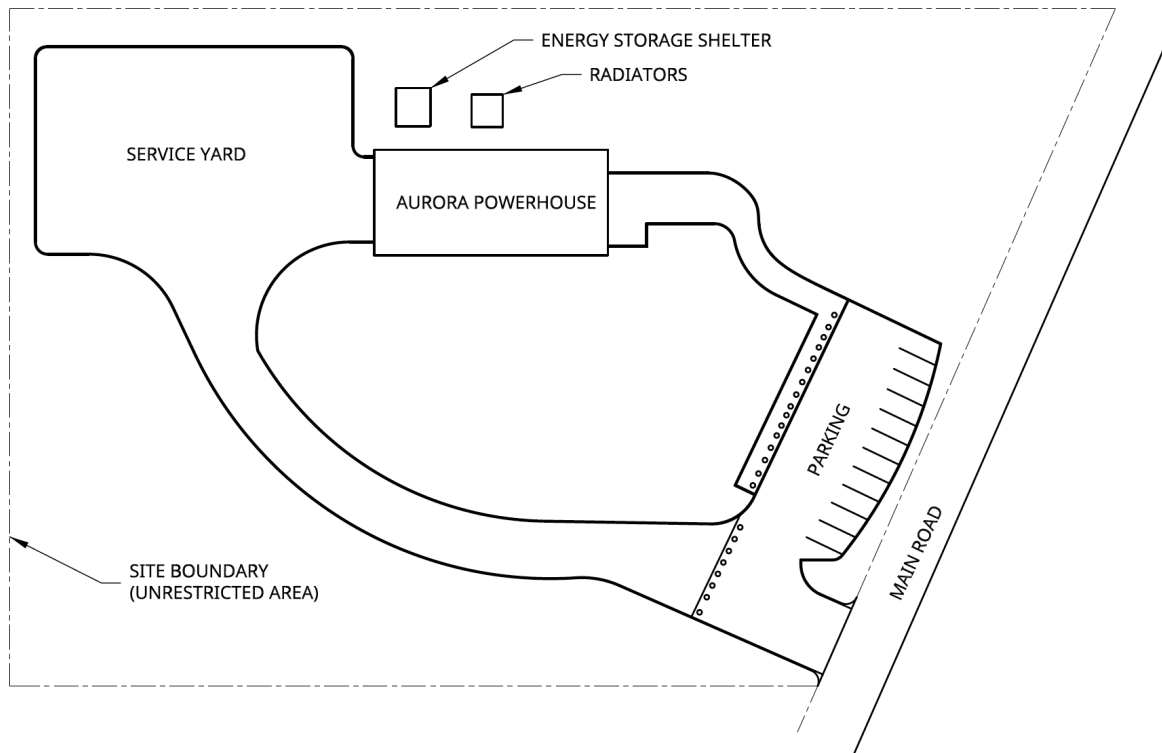 ENERGY STORAGE SHELTER
RADIATORS
SERVICE YARD
AURORA POWERHOUSE
PARKING
MAIN ROAD
SITE BOUNDARY
(UNRESTRICTED AREA)